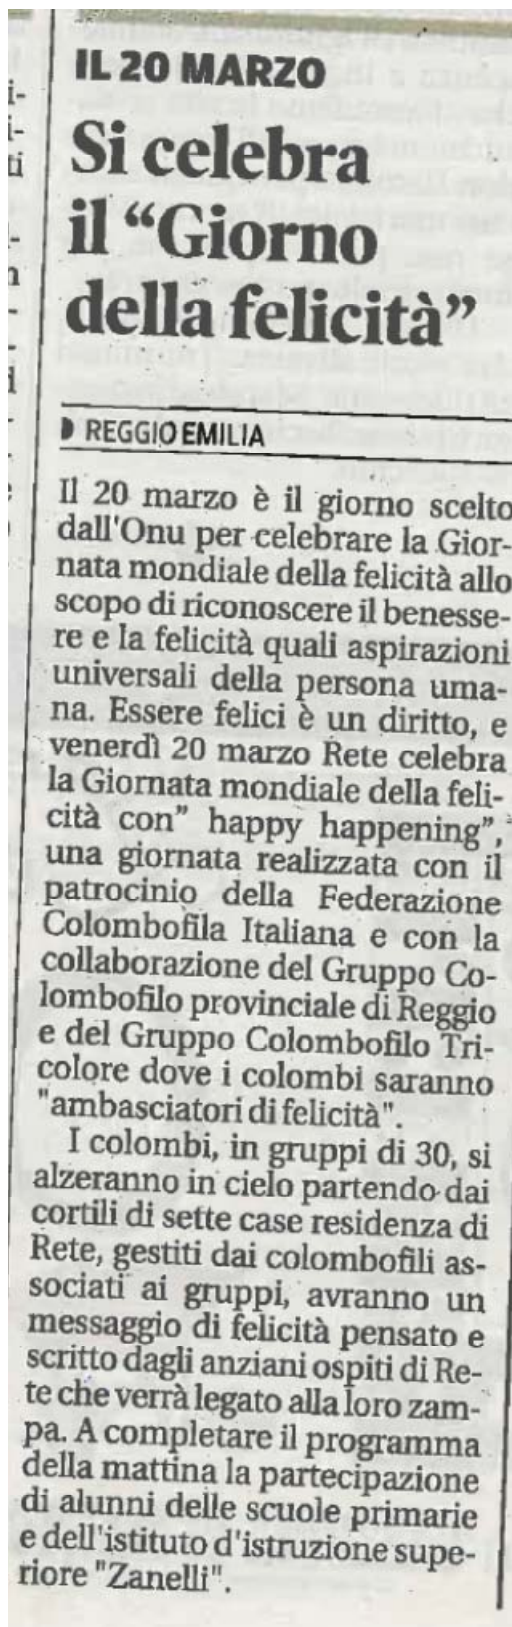 IL 20 MARZO
Si celebra
il “Giorno
della felicità”
REGGIO EMILIA
Il 20 marzo è il giorno scelto
dall'Onu per celebrare la Gior-
nata mondiale della felicità allo
scopo di riconoscere il benesse-
re e la felicità quali aspirazioni
universali della persona uma-
na. Essere felici è un diritto, e
venerdì 20 marzo Rete celebra
la Giornata mondiale della feli-
cità con” happy happening”,
una giornata realizzata con il
patrocinio della Federazione
Colombofila Italiana e con la
collaborazione del Gruppo Co-
lombofilo provinciale di Reggio
e del Gruppo Colombofilo Tri-
colore dove i colombi saranno
"ambasciatori di felicità".
I colombi, in gruppi di 30, si
alzeranno in cielo partendo dai
cortili di sette case residenza di
Rete, gestiti dai colombofili as-
sociati ai gruppi, avranno un
messaggio di felicità pensato e
scritto dagli anziani ospiti di Re-
te che verrà legato alla loro zam-
pa. A completare il programma
della mattina la partecipazione
di alunni delle scuole primarie
e dell'istituto d'istruzione supe-
riore "Zanelli".